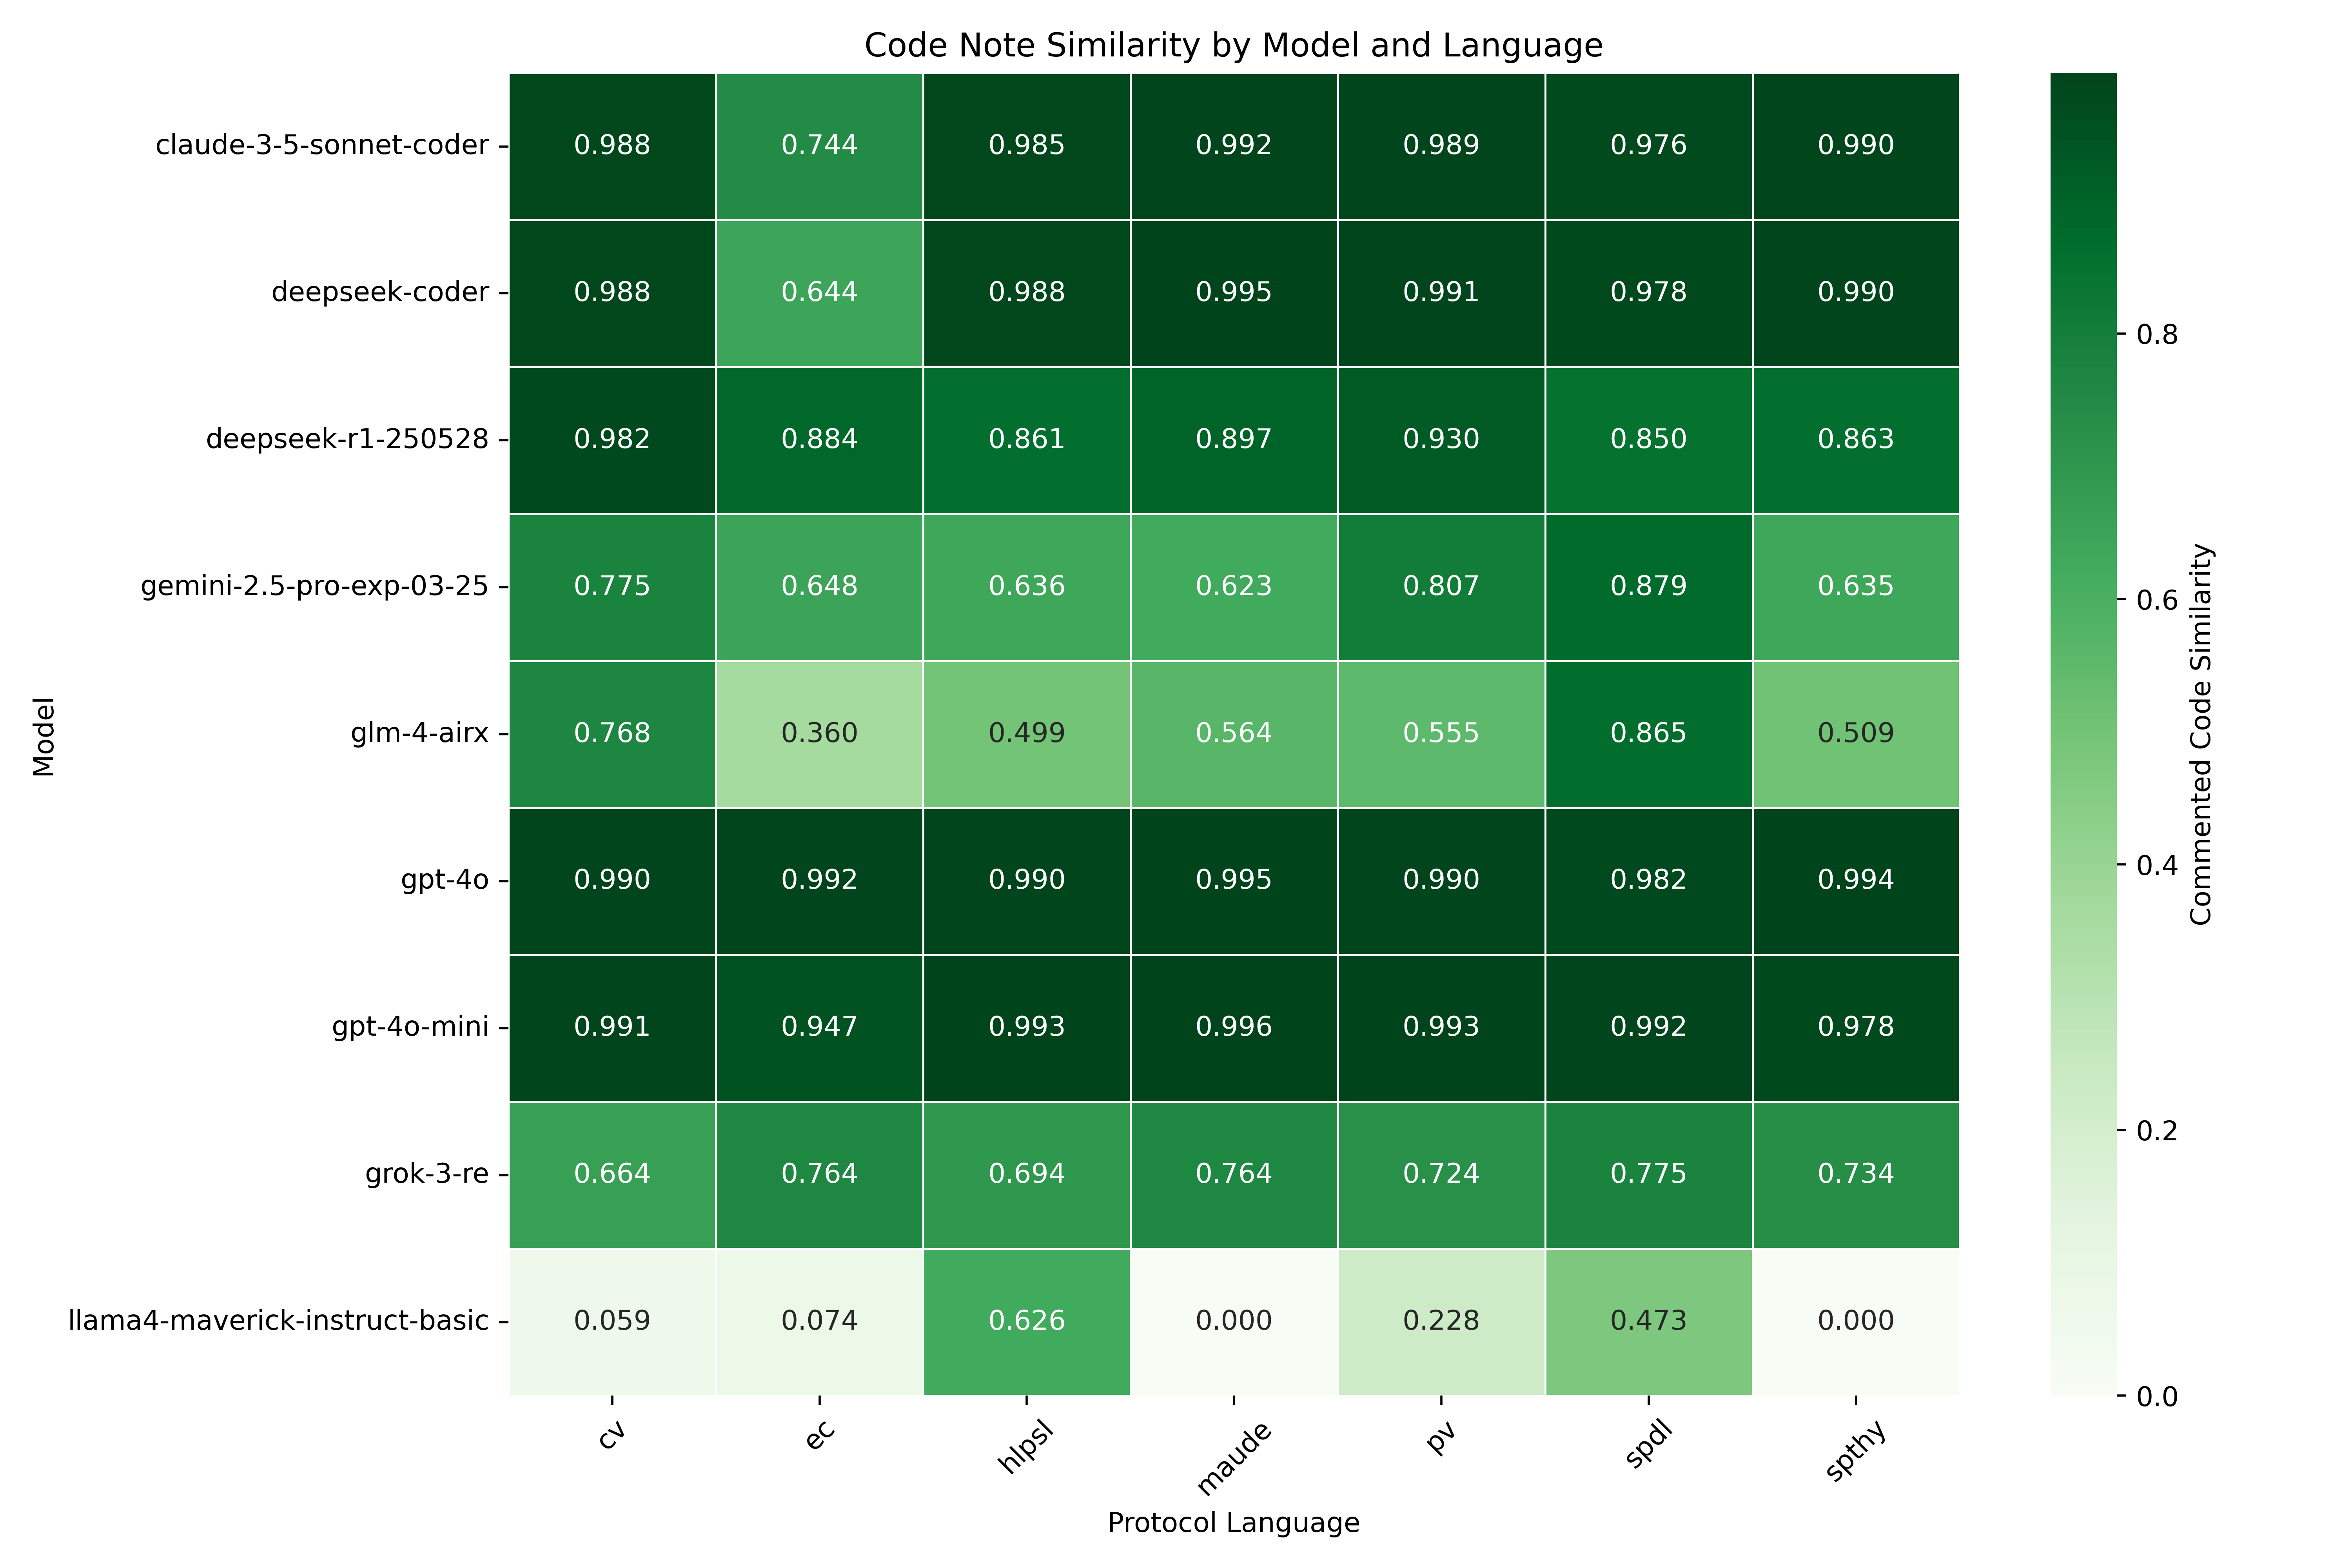 Code Note Similarity by Model and Language
claude-3-5-sonnet-coder 0.988 0.744 0.985 0.992 0.989 0.976 0.990
deepseek-coder 0.988 0.644 0.988 0.995 0.991 0.978 0.990
deepseek-r1-250528 0.982 0.884 0.861 0.897 0.930 0.850 0.863
gemini-2.5-pro-exp-03-25 0.775 0.648 0.636 0.623 0.807 0.879 0.635
glm-4-airx 0.768 0.360 0.499 0.564 0.555 0.865 0.509
gpt-4o 0.990 0.992 0.990 0.995 0.990 0.982 0.994
gpt-4o-mini 0.991 0.947 0.993 0.996 0.993 0.992 0.978
grok-3-re 0.664 0.764 0.694 0.764 0.724 0.775 0.734
llama4-maverick-instruct-basic 0.059 0.074 0.626 0.000 0.228 0.473 0.000
cv ec hlpsl maude pv spdl spthy
Protocol Language
Model
0.8
0.6
0.4
0.2
0.0
Commented Code Similarity